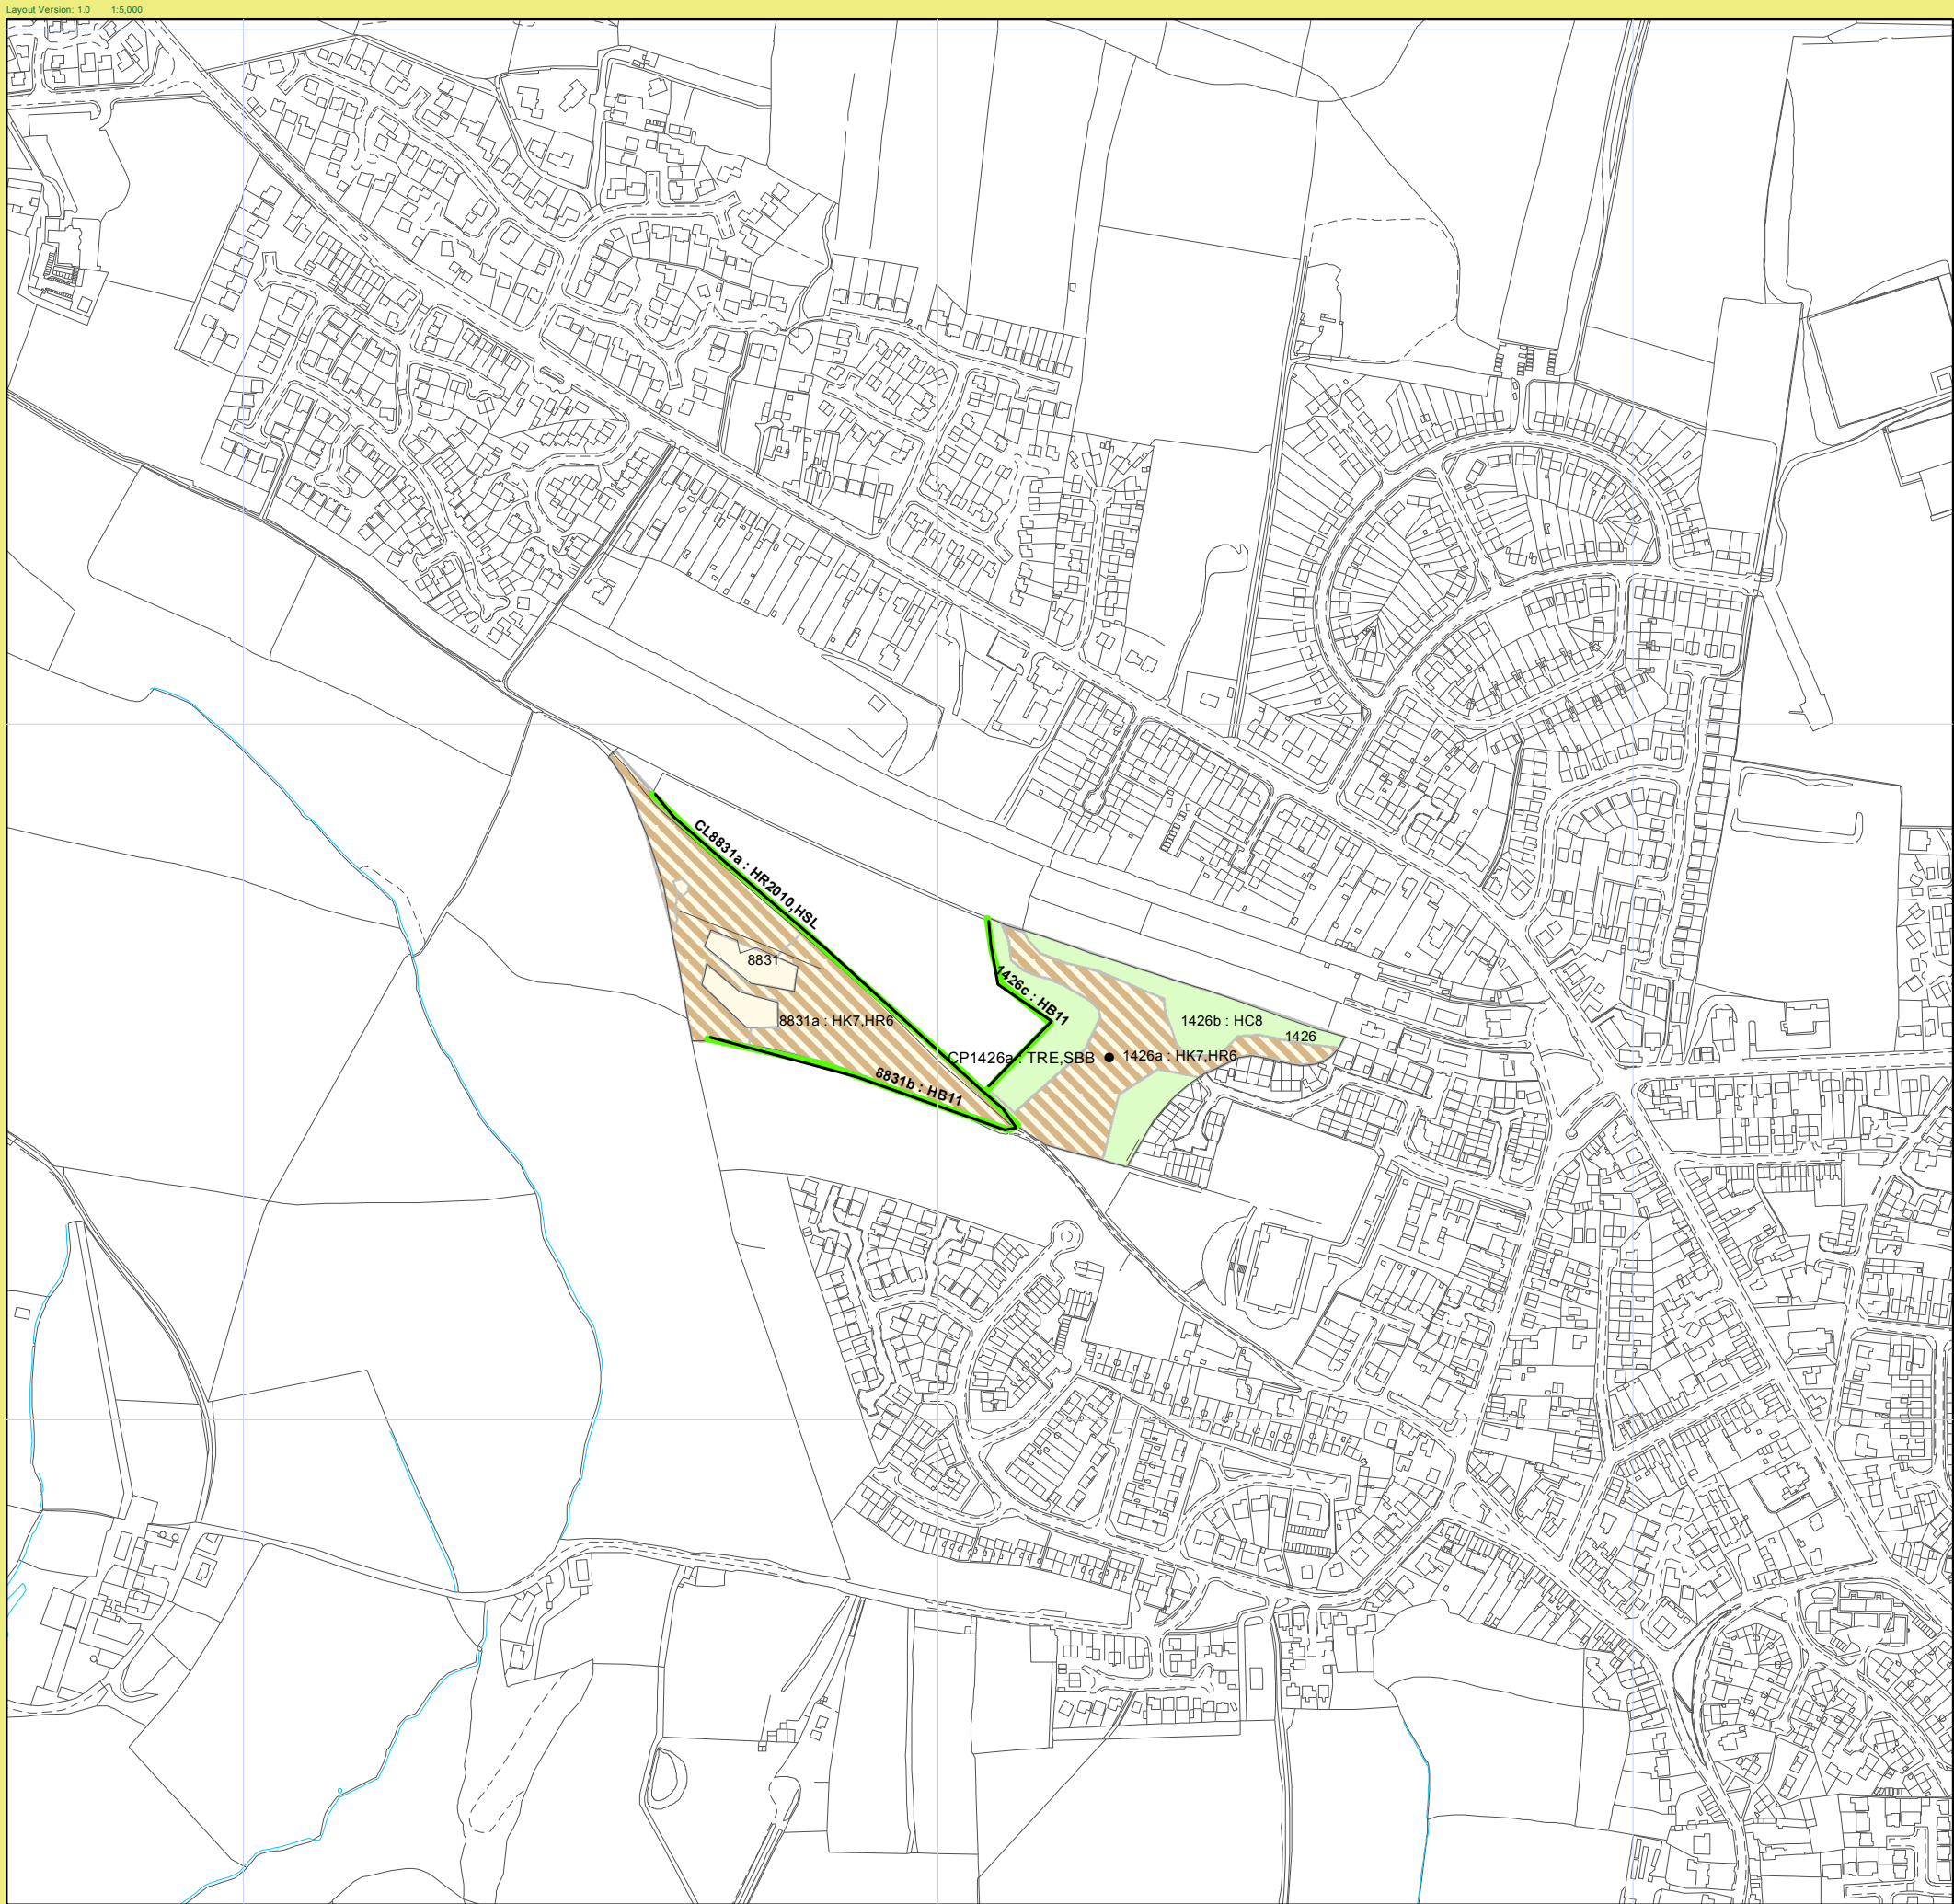 Layout Version: 1.0 1:5,000
CL8831a : HR2010,HSL
8831
8831a : HK7,HR6
8831b : HB11
1426c : HB11
1426b : HC8
1426
CP1426a : TRE,SBB
1426a : HK7,HR6